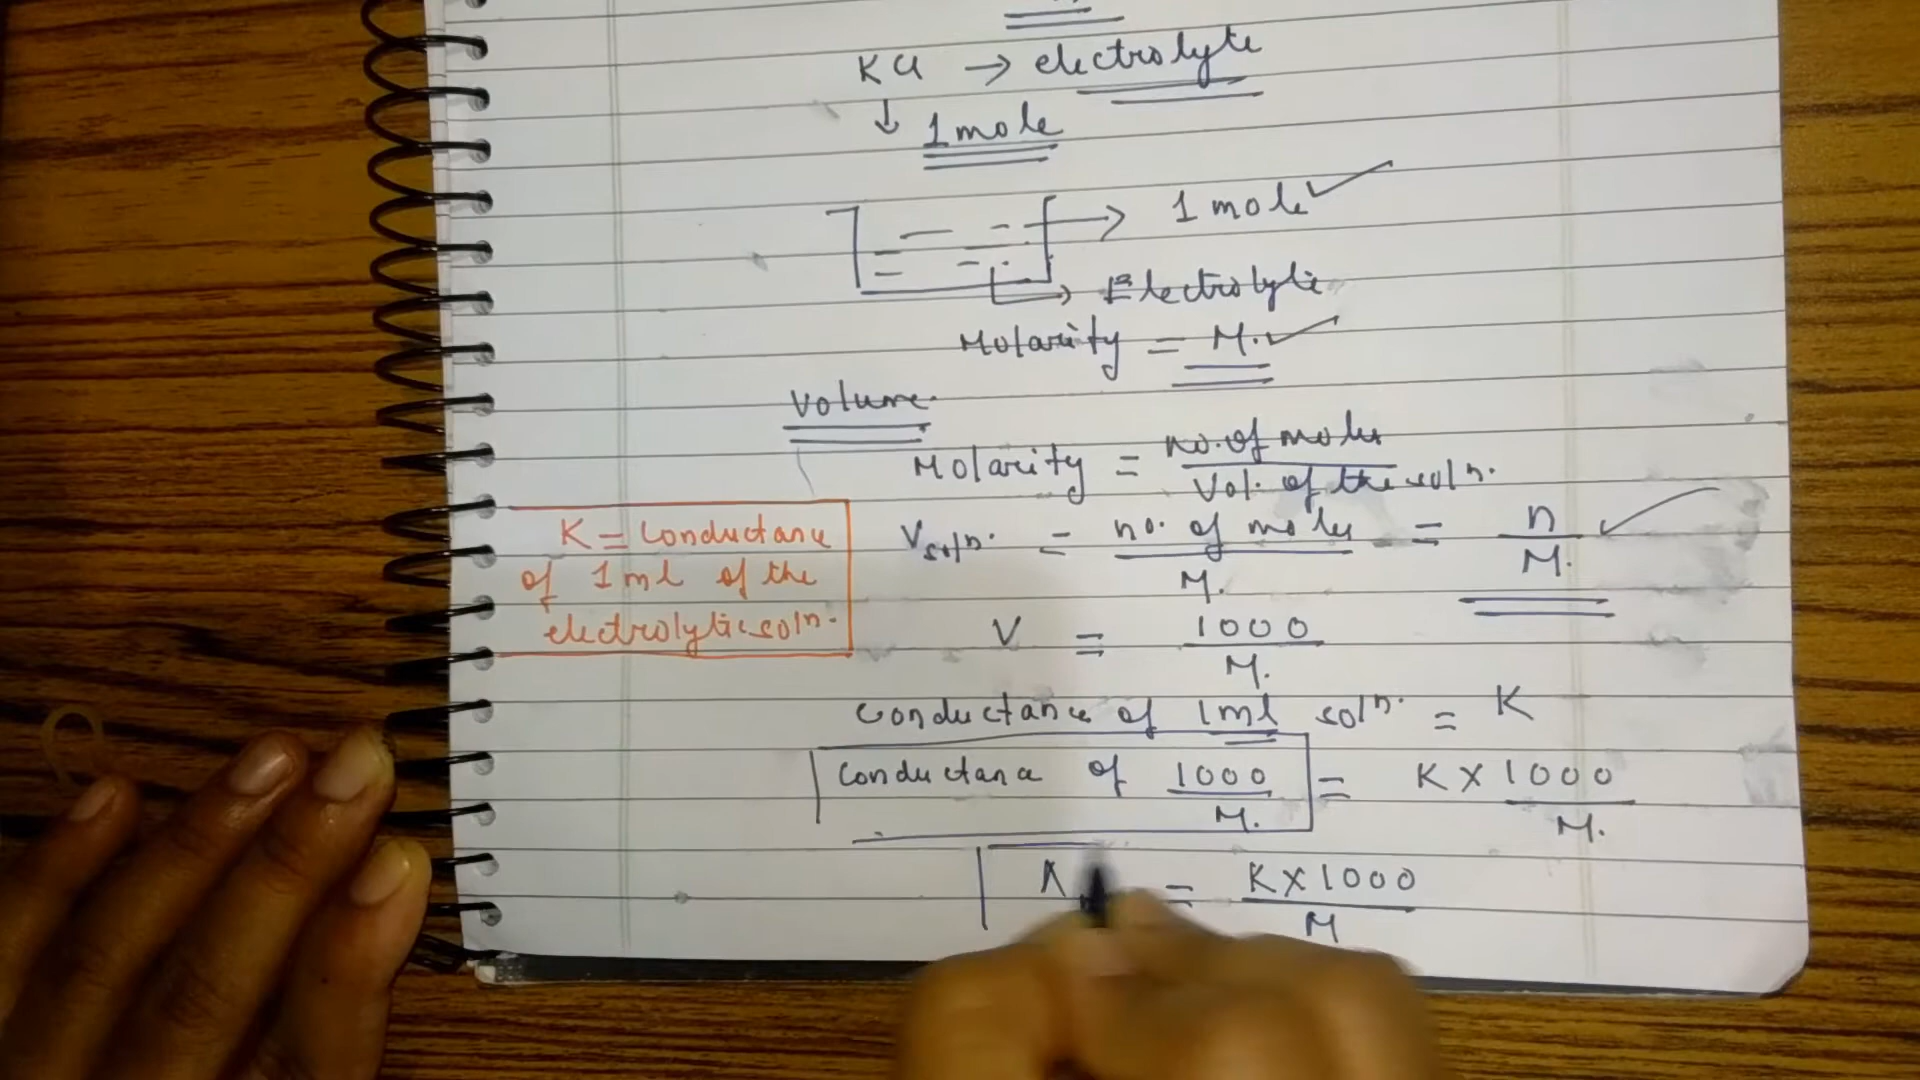 KCl → electrolyte
↓ 1 mole
→ 1 mole ✓
→ Electrolyte
Molarity = M. ✓
Volume.
Molarity = no. of moles / Vol. of the soln.
K = Conductance
of 1 ml of the
electrolytic soln.
Vsoln. = no. of moles / M. = n / M.
V = 1000 / M.
Conductance of 1ml soln. = K
Conductance of 1000 / M. = K × 1000 / M.
= K × 1000 / M